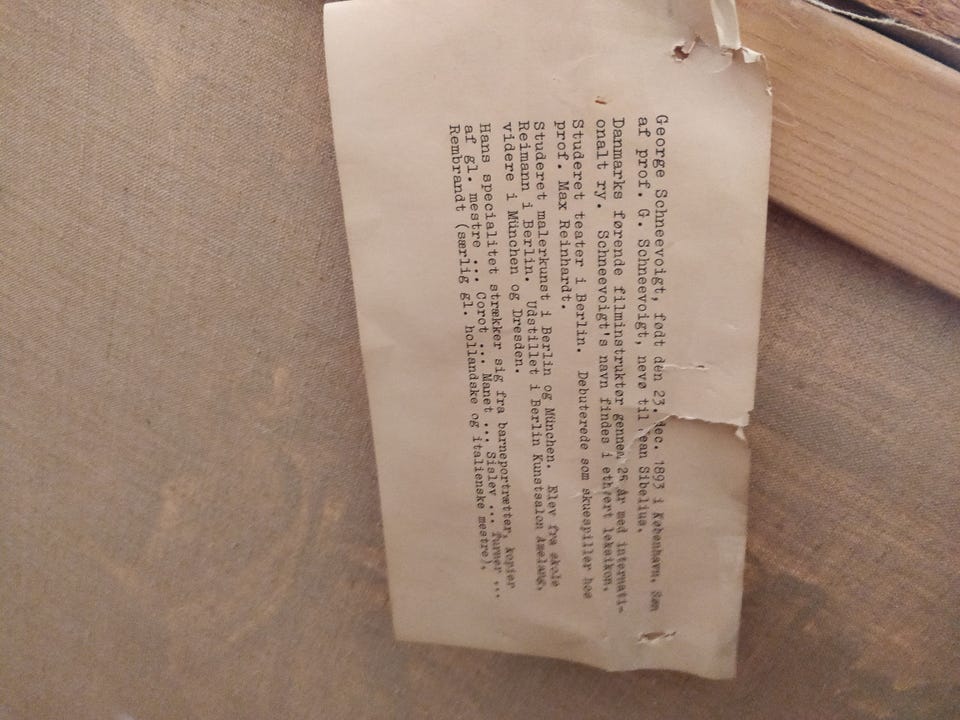 George Schneevoigt, født den 23. dec. 1893 i København. Søn
af prof. G. Schneevoigt, nevø til Jean Sibelius.
Danmarks førende filminstruktør gennem 25 år med internati-
onalt ry. Schneevoigt's navn findes i ethvert leksikon.
Studeret teater i Berlin. Debuterede som skuespiller hos
prof. Max Reinhardt.
Studeret malerkunst i Berlin og München. Elev fra skole
Reimann i Berlin. Udstillet i Berlin Kunstsalon Amelang,
videre i München og Dresden.
Hans specialitet strækker sig fra barneportrætter, kopier
af gl. mestre ... Corot ... Manet ... Sisley ... Turner ...
Rembrandt (særlig gl. hollandske og italienske mestre).